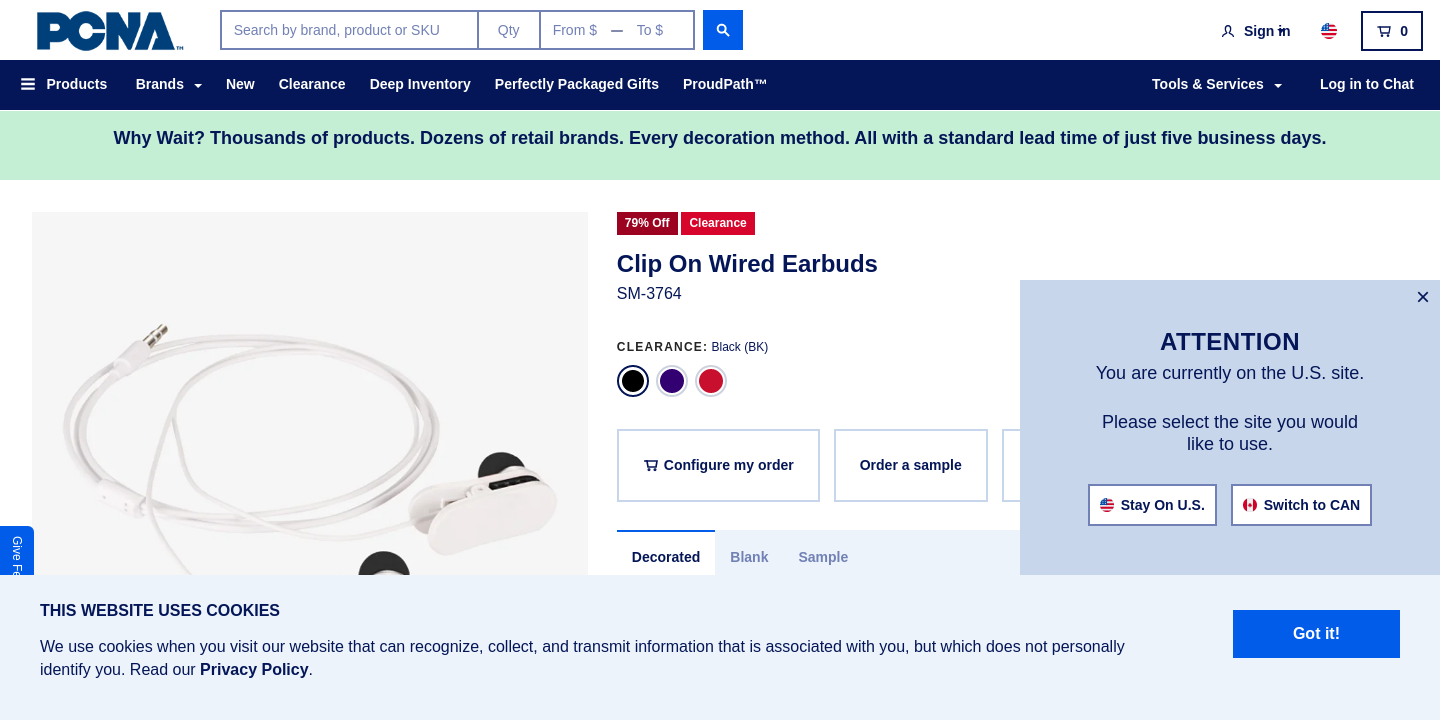 PCNA™
Search by brand, product or SKU
Qty
From $ — To $
Sign in
0
Products
Brands
New
Clearance
Deep Inventory
Perfectly Packaged Gifts
ProudPath™
Tools & Services
Log in to Chat
Why Wait? Thousands of products. Dozens of retail brands. Every decoration method. All with a standard lead time of just five business days.
79% Off
Clearance
Clip On Wired Earbuds
SM-3764
CLEARANCE: Black (BK)
Configure my order
Order a sample
Decorated
Blank
Sample
×
ATTENTION
You are currently on the U.S. site.
Please select the site you would
like to use.
Stay On U.S.
Switch to CAN
Give
THIS WEBSITE USES COOKIES
We use cookies when you visit our website that can recognize, collect, and transmit information that is associated with you, but which does not personally
identify you. Read our Privacy Policy.
Got it!